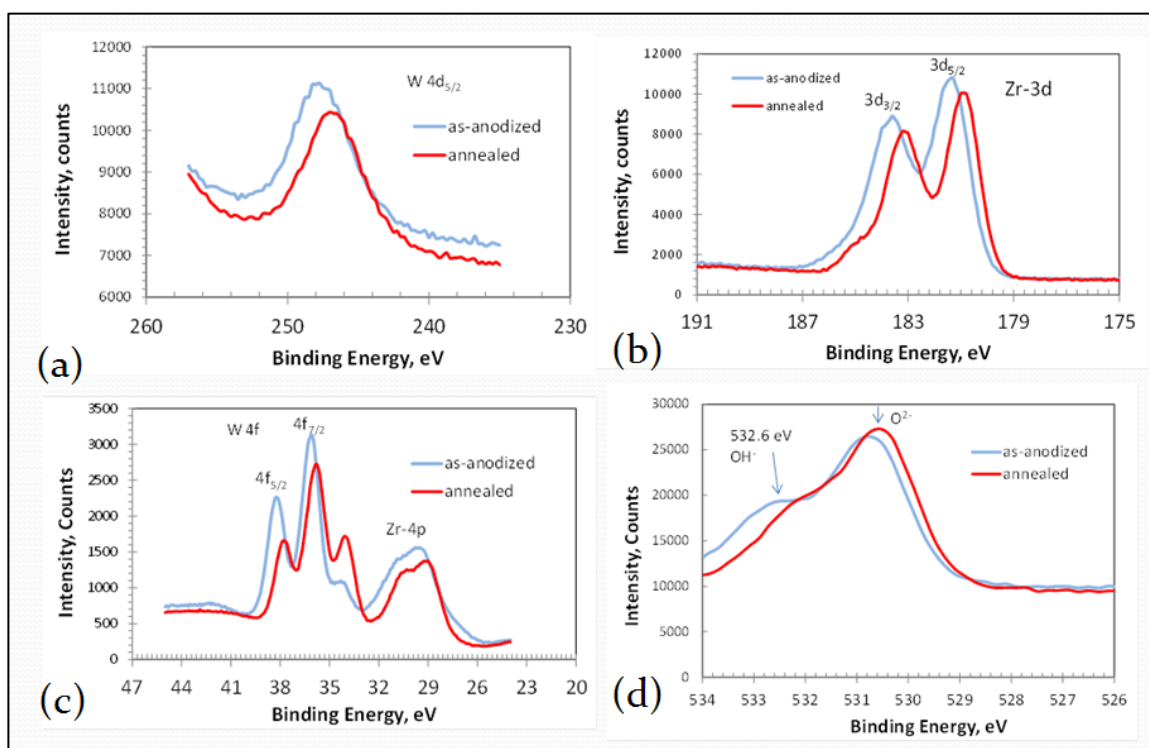 12000
11000
10000
9000
8000
7000
6000
Intensity, counts
W 4d5/2
as-anodized
annealed
260 250 240 230
Binding Energy, eV
(a)
12000
10000
8000
6000
4000
2000
0
Intensity, counts
as-anodized
annealed
3d3/2
3d5/2
Zr-3d
191 187 183 179 175
Binding Energy, eV
(b)
3500
3000
2500
2000
1500
1000
500
0
Intensity, Counts
W 4f
4f7/2
4f5/2
as-anodized
annealed
Zr-4p
47 44 41 38 35 32 29 26 23 20
Binding Energy, eV
(c)
30000
25000
20000
15000
10000
5000
0
Intensity, Counts
532.6 eV
OH-
O2-
as-anodized
annealed
534 533 532 531 530 529 528 527 526
Binding Energy, eV
(d)